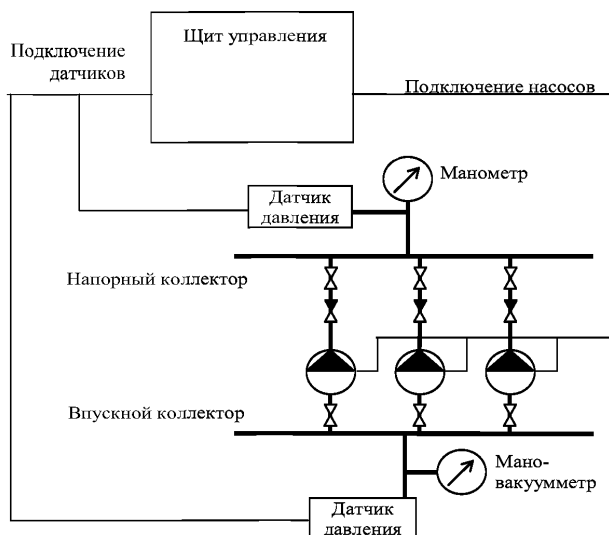 Щит управления
Подключение
датчиков
Подключение насосов
Манометр
Датчик
давления
Напорный коллектор
Впускной коллектор
Мано-
вакуумметр
Датчик
давления